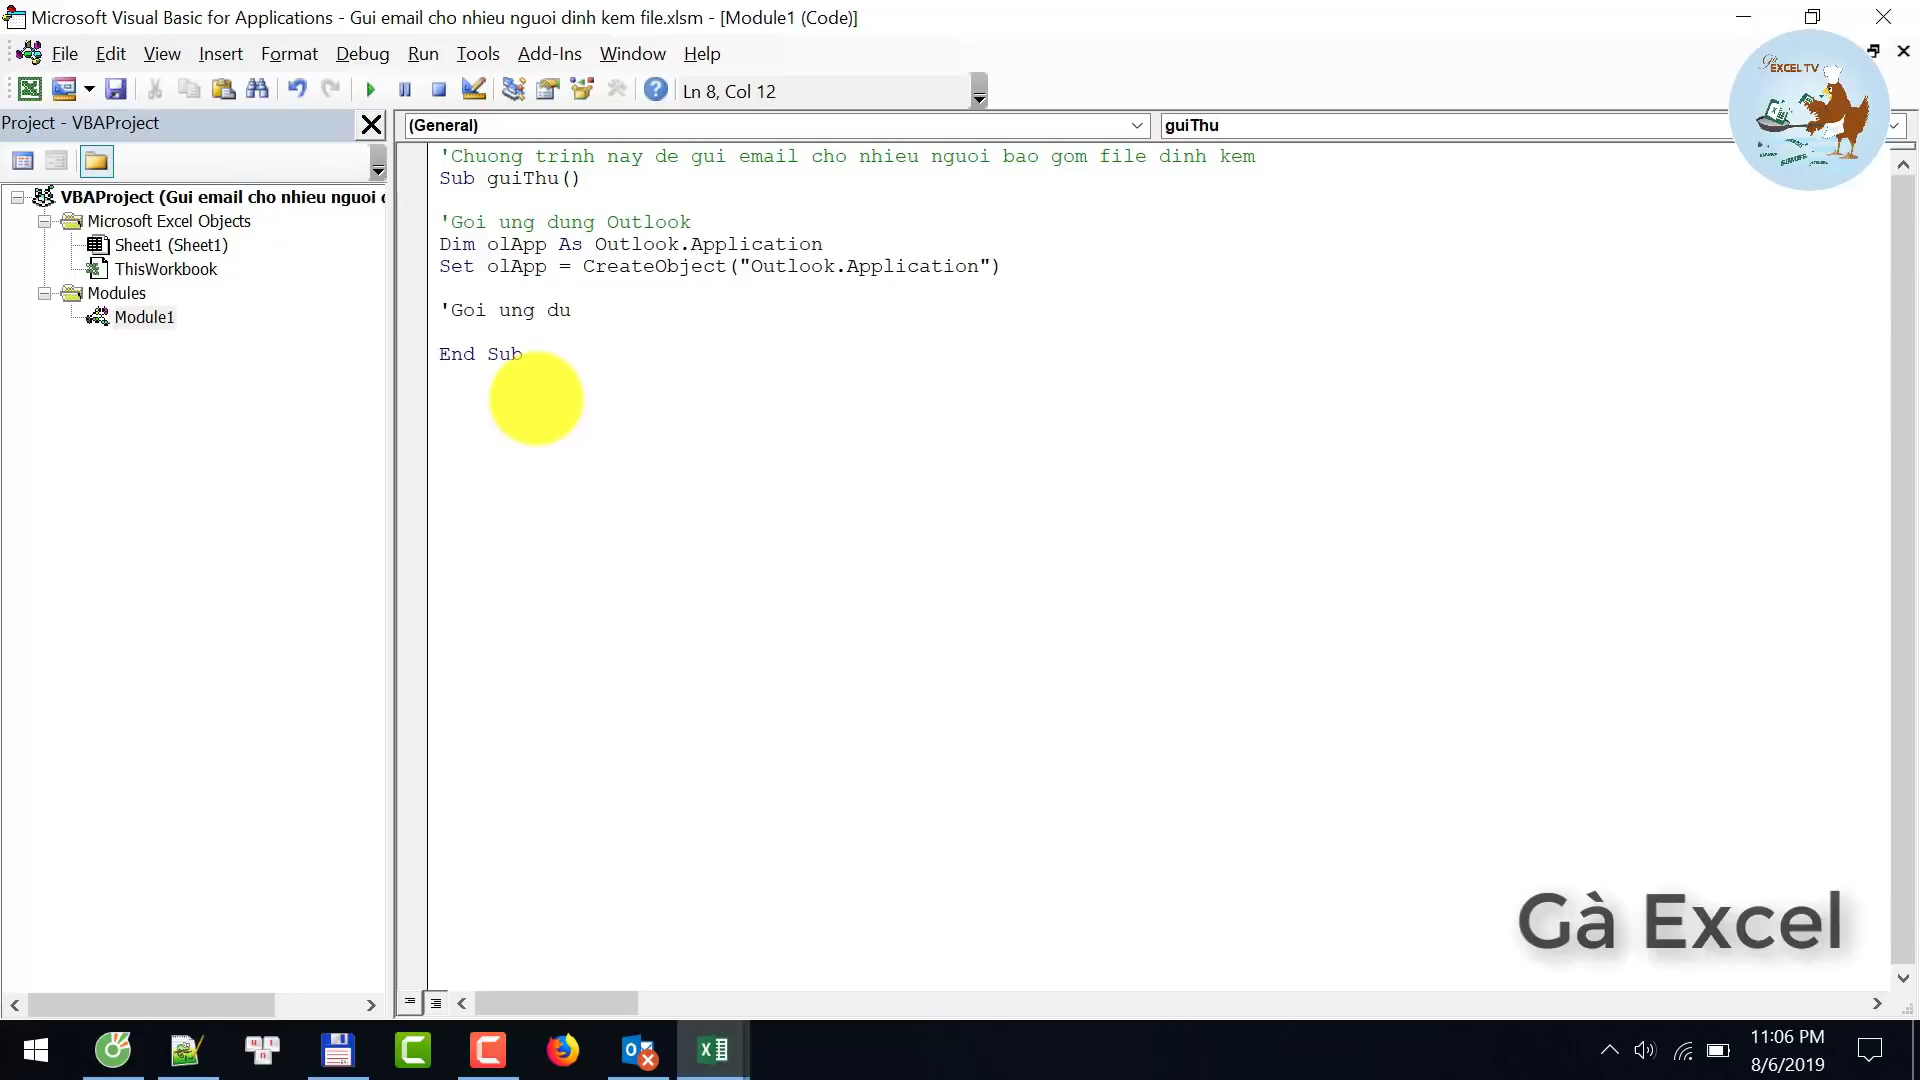 Microsoft Visual Basic for Applications - Gui email cho nhieu nguoi dinh kem file.xlsm - [Module1 (Code)]
File Edit View Insert Format Debug Run Tools Add-Ins Window Help
Ln 8, Col 12
EXCEL TV
Project - VBAProject
(General)
guiThu
VBAProject (Gui email cho nhieu nguoi
Microsoft Excel Objects
Sheet1 (Sheet1)
ThisWorkbook
Modules
Module1
'Chuong trinh nay de gui email cho nhieu nguoi bao gom file dinh kem
Sub guiThu()
'Goi ung dung Outlook
Dim olApp As Outlook.Application
Set olApp = CreateObject("Outlook.Application")
'Goi ung du
End Sub
Gà Excel
11:06 PM
8/6/2019